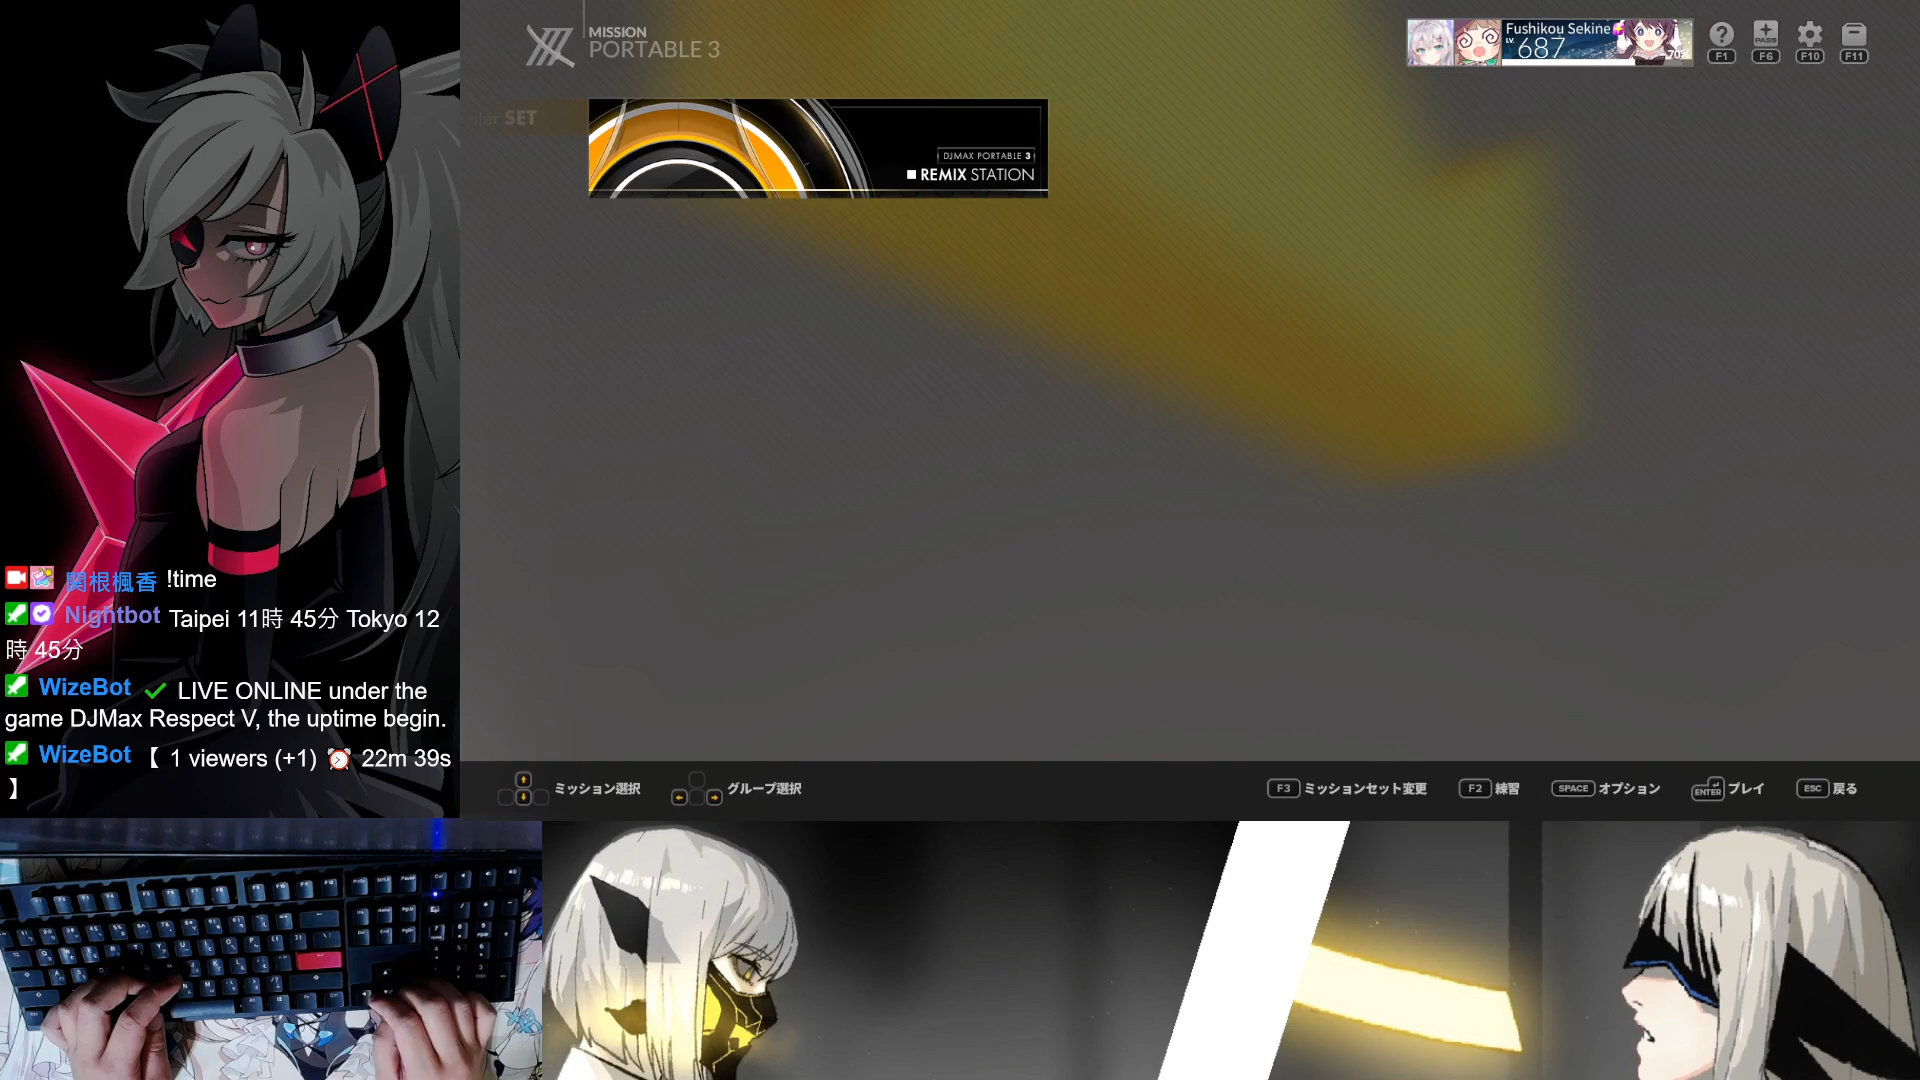 MISSION
PORTABLE 3
SET
DJMAX PORTABLE 3
REMIX STATION
Fushikou Sekine
LV. 687
70%
F1
PASS
F6
F10
F11
関根楓香 !time
Nightbot Taipei 11時 45分 Tokyo 12
時 45分
WizeBot LIVE ONLINE under the
game DJMax Respect V, the uptime begin.
WizeBot 【 1 viewers (+1) ⏰ 22m 39s
】
ミッション選択
グループ選択
F3 ミッションセット変更
F2 練習
SPACE オプション
ENTER プレイ
ESC 戻る